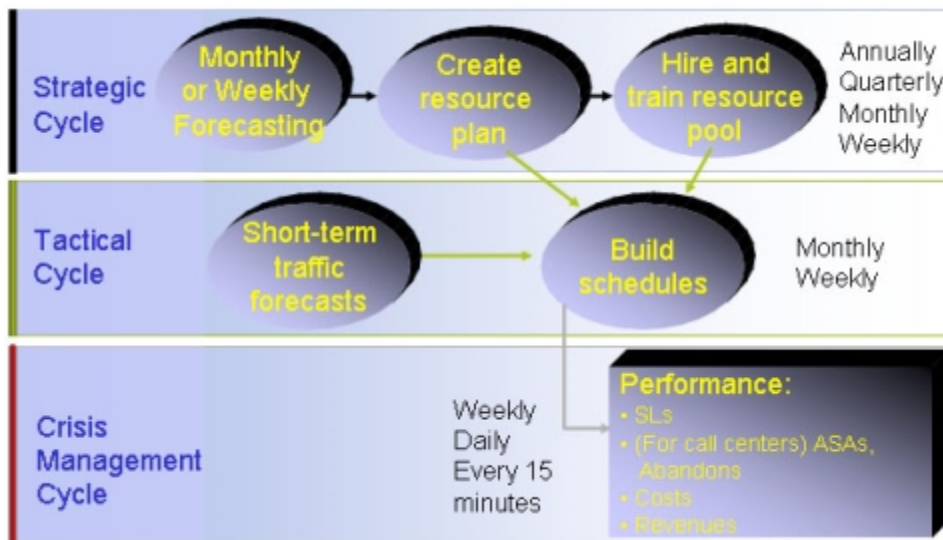 Strategic
Cycle
Monthly
or Weekly
Forecasting
Create
resource
plan
Hire and
train resource
pool
Annually
Quarterly
Monthly
Weekly
Tactical
Cycle
Short-term
traffic
forecasts
Build
schedules
Monthly
Weekly
Crisis
Management
Cycle
Weekly
Daily
Every 15
minutes
Performance:
• SLs
• (For call centers) ASAs,
Abandons
• Costs
• Revenues